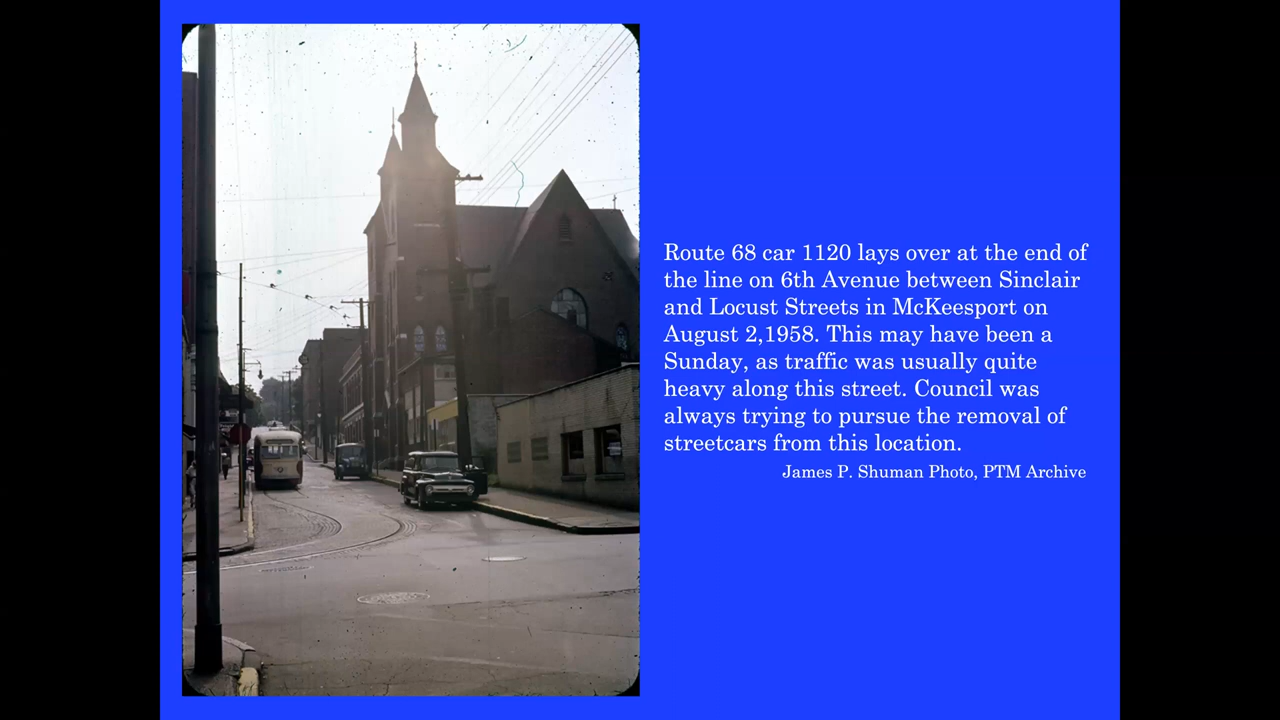 Route 68 car 1120 lays over at the end of
the line on 6th Avenue between Sinclair
and Locust Streets in McKeesport on
August 2,1958. This may have been a
Sunday, as traffic was usually quite
heavy along this street. Council was
always trying to pursue the removal of
streetcars from this location.
James P. Shuman Photo, PTM Archive